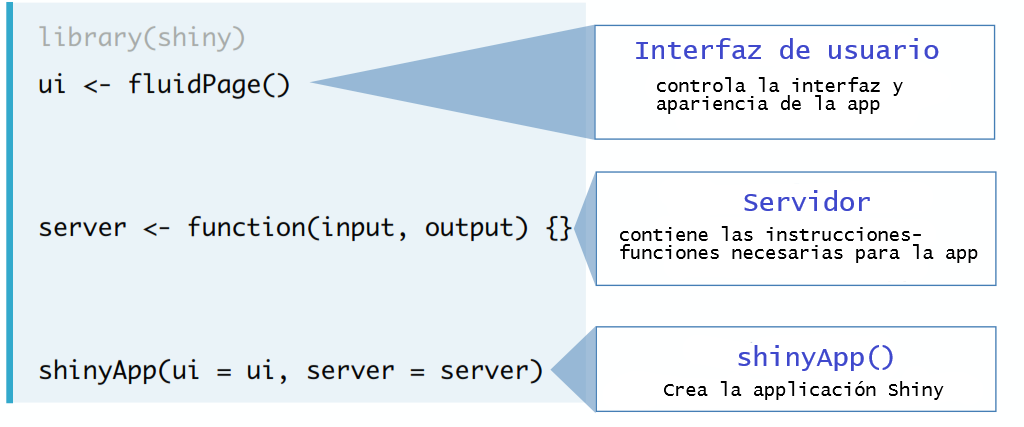 library(shiny)
ui <- fluidPage()
Interfaz de usuario
controla la interfaz y
apariencia de la app
server <- function(input, output) {}
Servidor
contiene las instrucciones-
funciones necesarias para la app
shinyApp(ui = ui, server = server)
shinyApp()
Crea la applicación Shiny